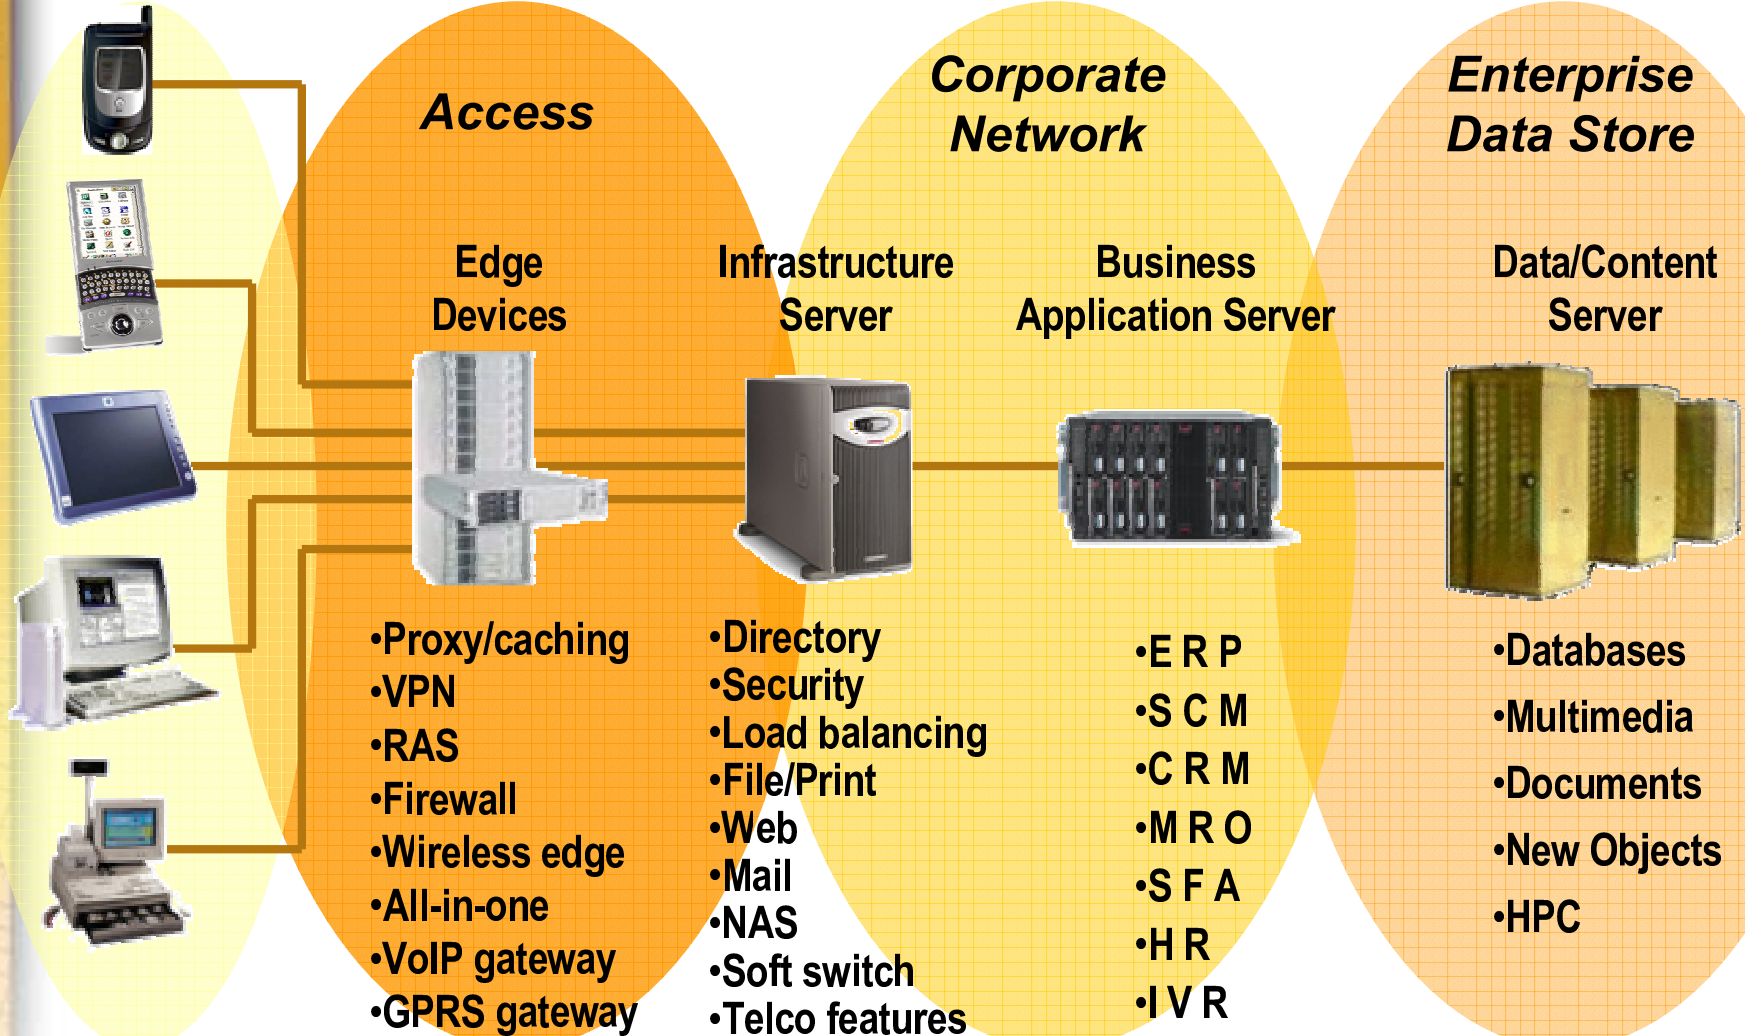 Access
Corporate
Network
Enterprise
Data Store
Edge
Devices
Infrastructure
Server
Business
Application Server
Data/Content
Server
•Proxy/caching
•VPN
•RAS
•Firewall
•Wireless edge
•All-in-one
•VoIP gateway
•GPRS gateway
•Directory
•Security
•Load balancing
•File/Print
•Web
•Mail
•NAS
•Soft switch
•Telco features
•E R P
•S C M
•C R M
•M R O
•S F A
•H R
•I V R
•Databases
•Multimedia
•Documents
•New Objects
•HPC